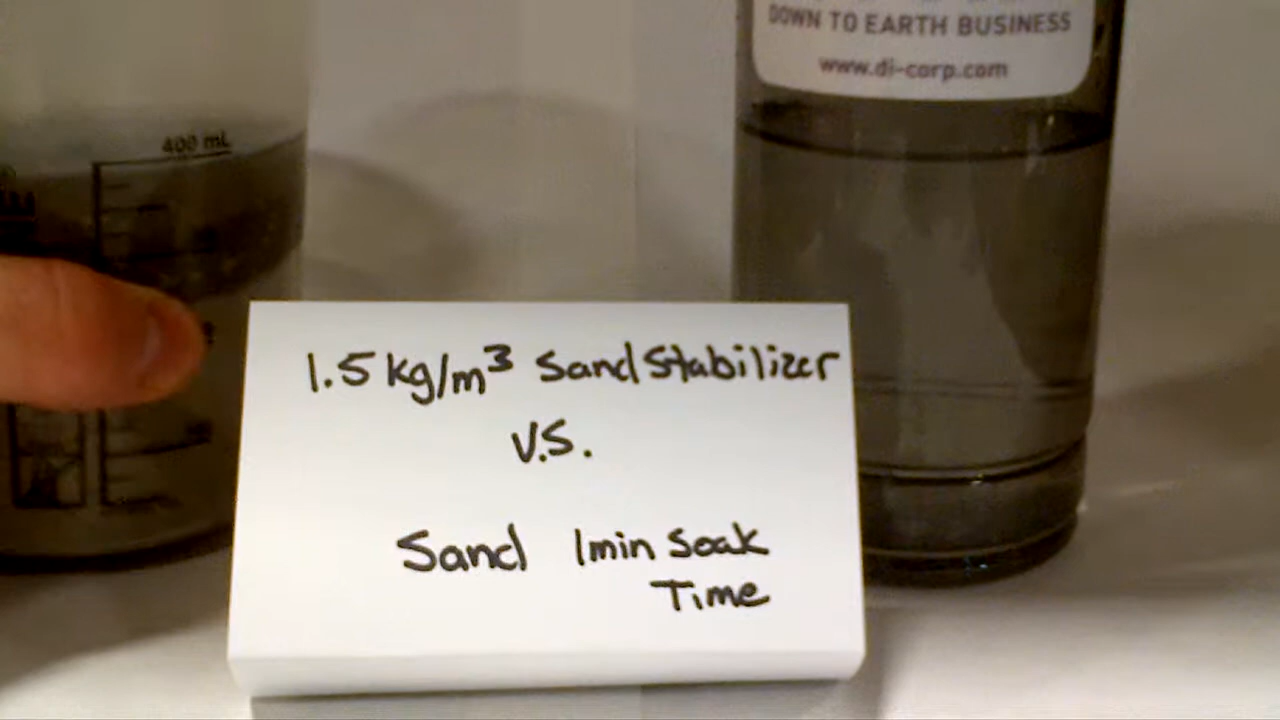 DOWN TO EARTH BUSINESS
www.di-corp.com
400 mL
1.5 kg/m³ Sand Stabilizer
V.S.
Sand 1min Soak
Time